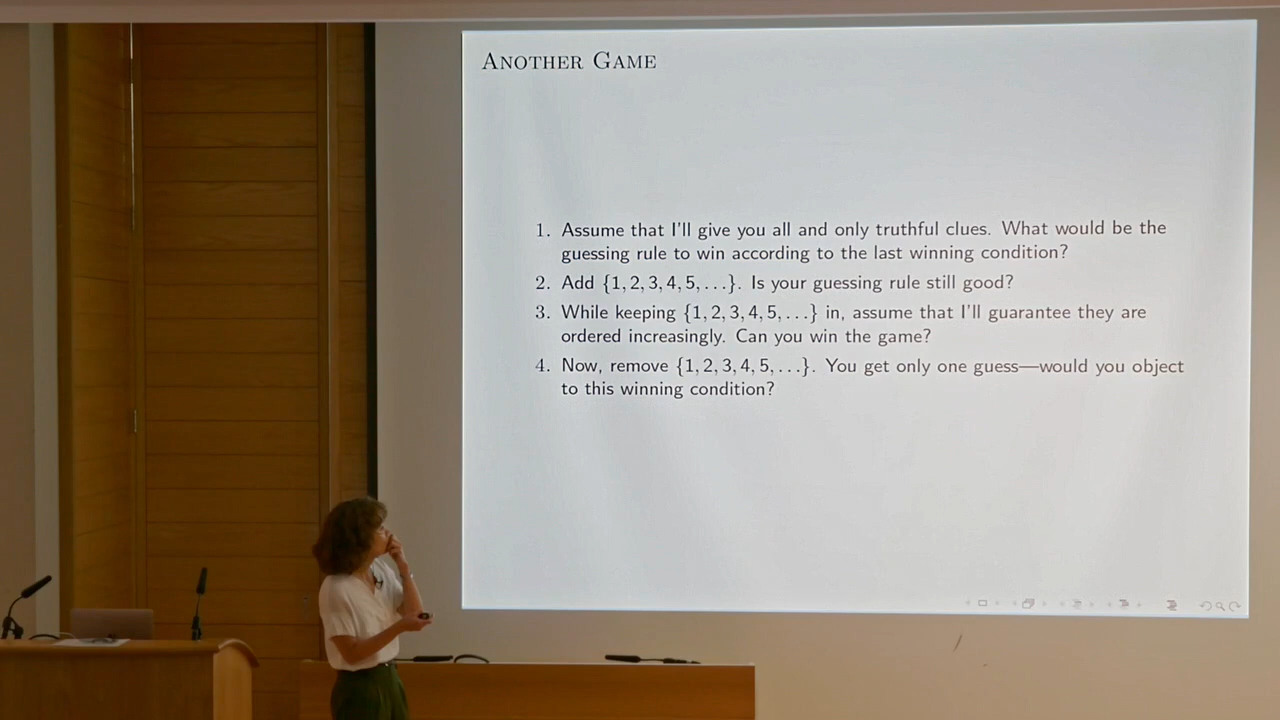 ANOTHER GAME
1. Assume that I'll give you all and only truthful clues. What would be the
guessing rule to win according to the last winning condition?
2. Add {1, 2, 3, 4, 5, . . .}. Is your guessing rule still good?
3. While keeping {1, 2, 3, 4, 5, . . .} in, assume that I'll guarantee they are
ordered increasingly. Can you win the game?
4. Now, remove {1, 2, 3, 4, 5, . . .}. You get only one guess—would you object
to this winning condition?